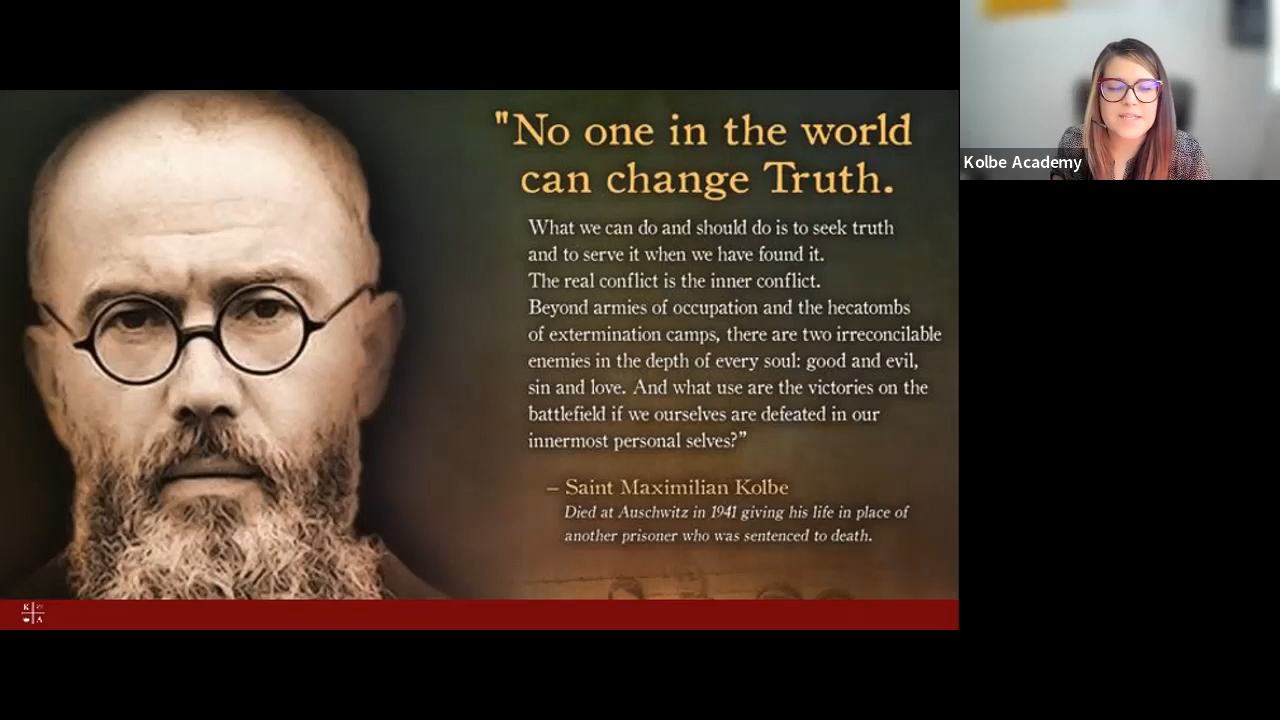 "No one in the world
can change Truth.
What we can do and should do is to seek truth
and to serve it when we have found it.
The real conflict is the inner conflict.
Beyond armies of occupation and the hecatombs
of extermination camps, there are two irreconcilable
enemies in the depth of every soul: good and evil,
sin and love. And what use are the victories on the
battlefield if we ourselves are defeated in our
innermost personal selves?”
– Saint Maximilian Kolbe
Died at Auschwitz in 1941 giving his life in place of
another prisoner who was sentenced to death.
Kolbe Academy
K
A